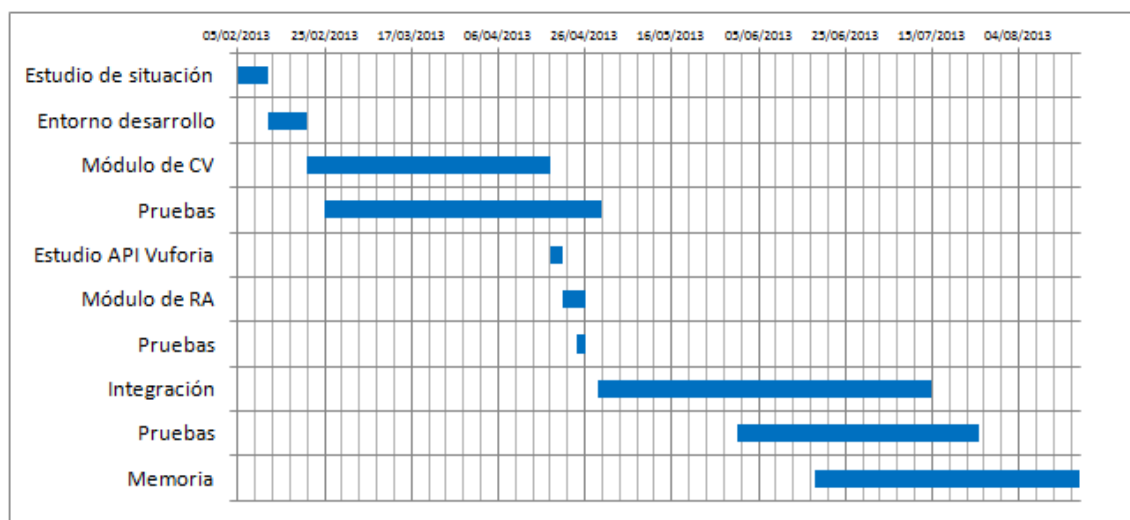 05/02/2013 25/02/2013 17/03/2013 06/04/2013 26/04/2013 16/05/2013 05/06/2013 25/06/2013 15/07/2013 04/08/2013
Estudio de situación
Entorno desarrollo
Módulo de CV
Pruebas
Estudio API Vuforia
Módulo de RA
Pruebas
Integración
Pruebas
Memoria